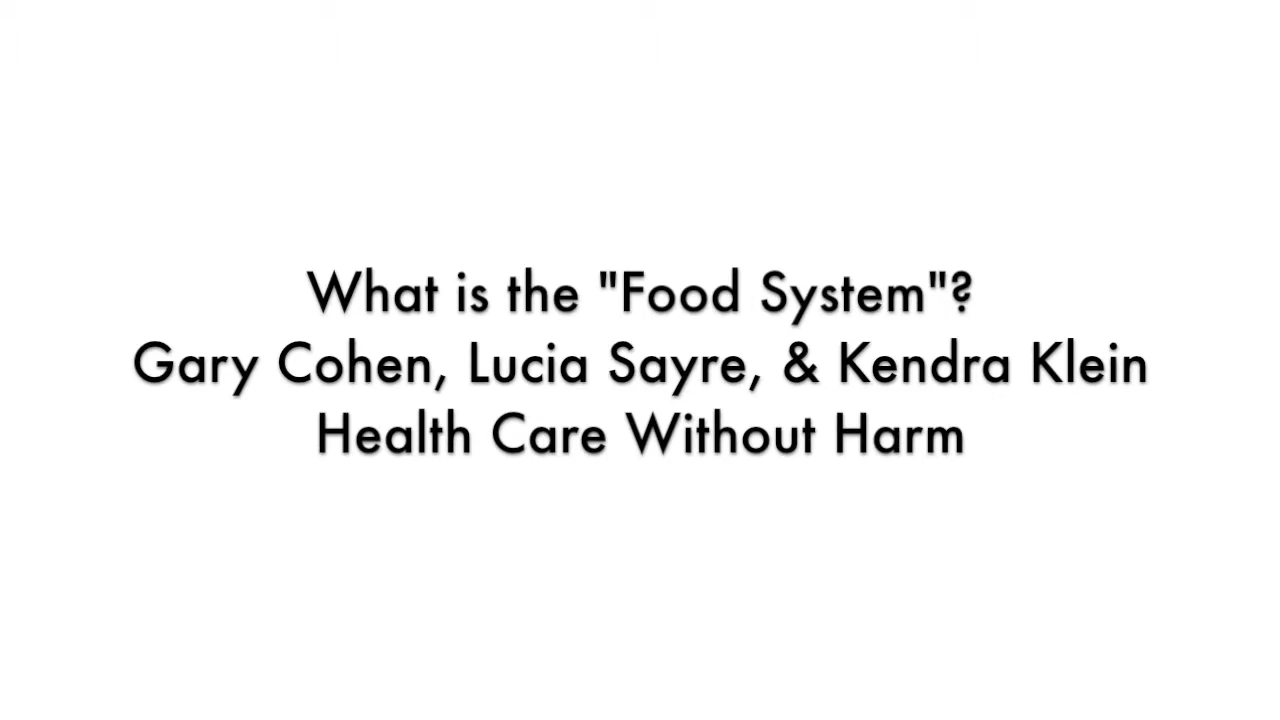 What is the "Food System"?
Gary Cohen, Lucia Sayre, & Kendra Klein
Health Care Without Harm